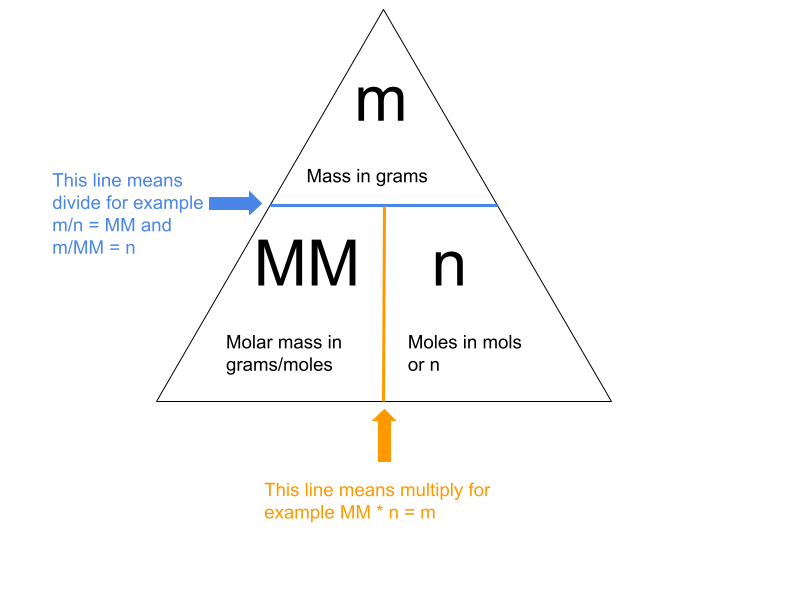 m
Mass in grams
This line means
divide for example
m/n = MM and
m/MM = n
MM
n
Molar mass in
grams/moles
Moles in mols
or n
This line means multiply for
example MM * n = m